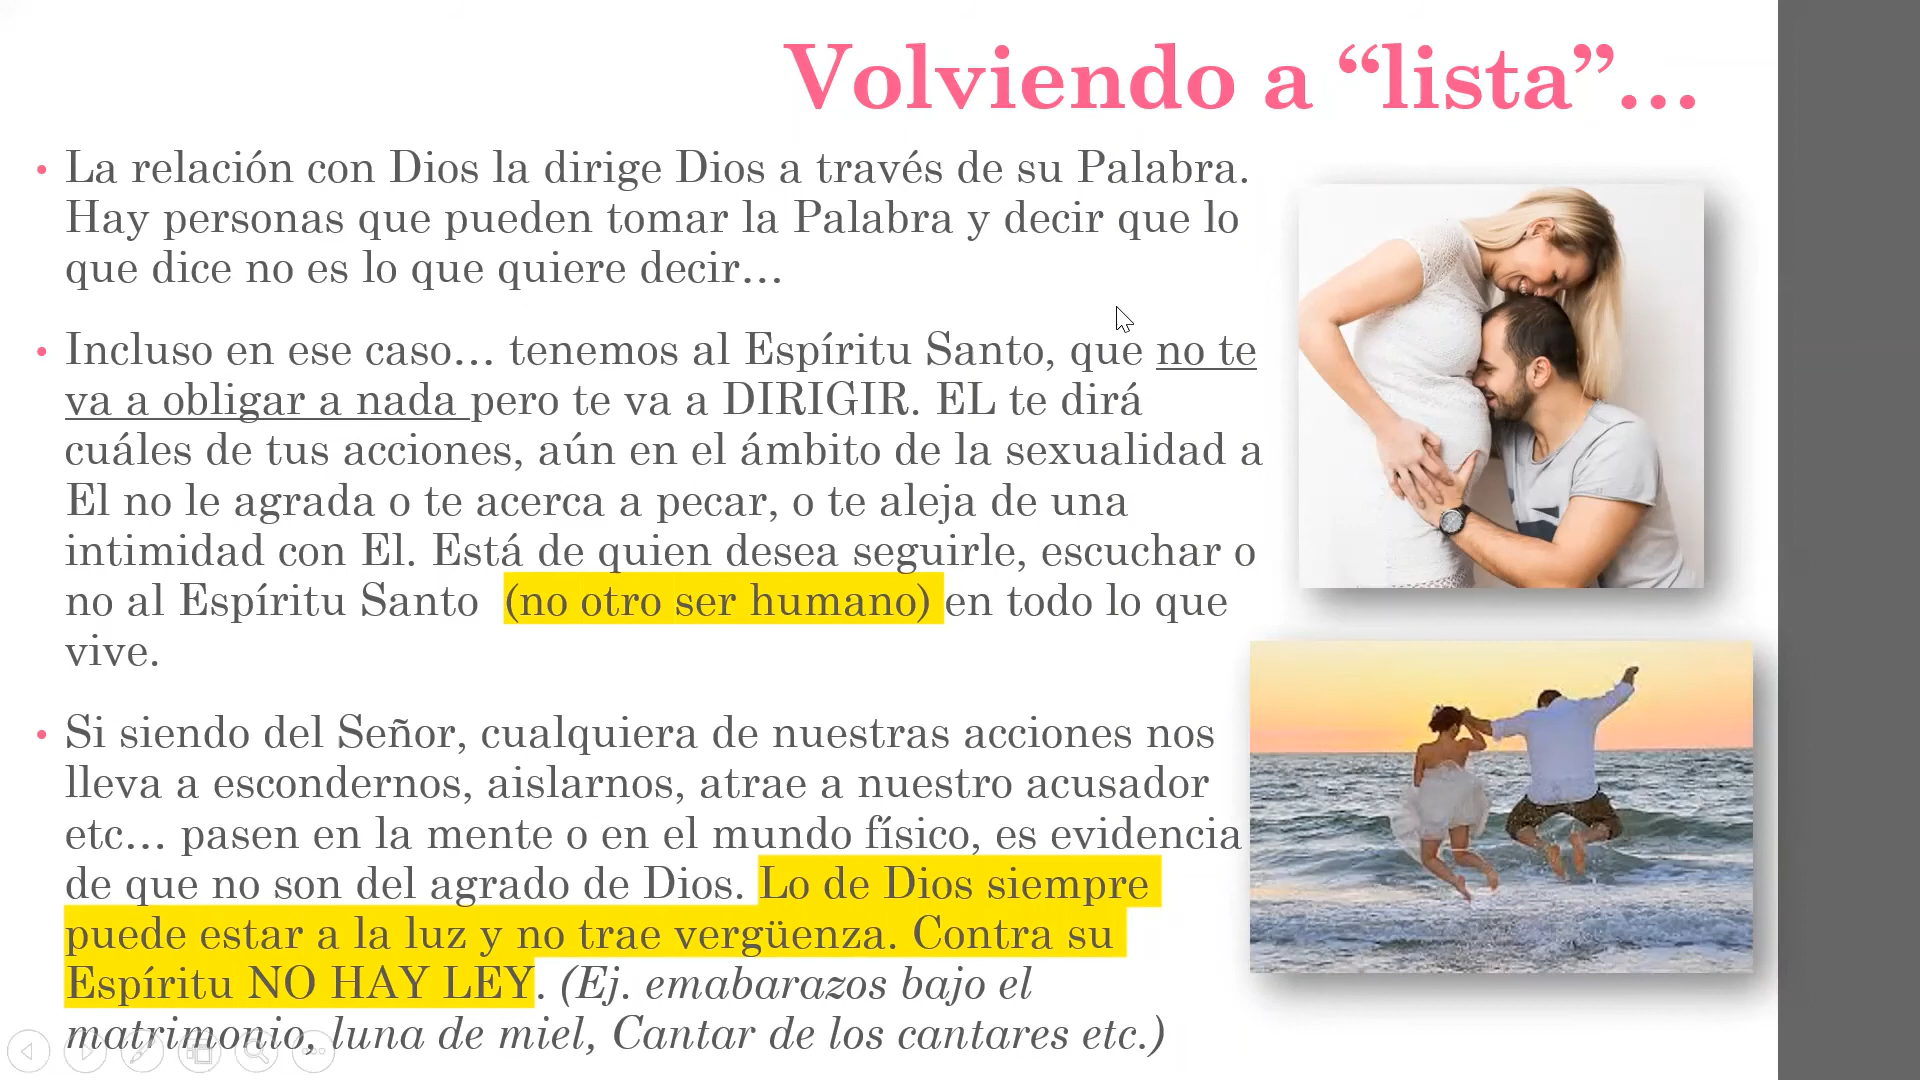 Volviendo a “lista”...
• La relación con Dios la dirige Dios a través de su Palabra.
Hay personas que pueden tomar la Palabra y decir que lo
que dice no es lo que quiere decir...
• Incluso en ese caso... tenemos al Espíritu Santo, que no te
va a obligar a nada pero te va a DIRIGIR. EL te dirá
cuáles de tus acciones, aún en el ámbito de la sexualidad a
El no le agrada o te acerca a pecar, o te aleja de una
intimidad con El. Está de quien desea seguirle, escuchar o
no al Espíritu Santo (no otro ser humano) en todo lo que
vive.
• Si siendo del Señor, cualquiera de nuestras acciones nos
lleva a escondernos, aislarnos, atrae a nuestro acusador
etc... pasen en la mente o en el mundo físico, es evidencia
de que no son del agrado de Dios. Lo de Dios siempre
puede estar a la luz y no trae vergüenza. Contra su
Espíritu NO HAY LEY. (Ej. emabarazos bajo el
matrimonio, luna de miel, Cantar de los cantares etc.)